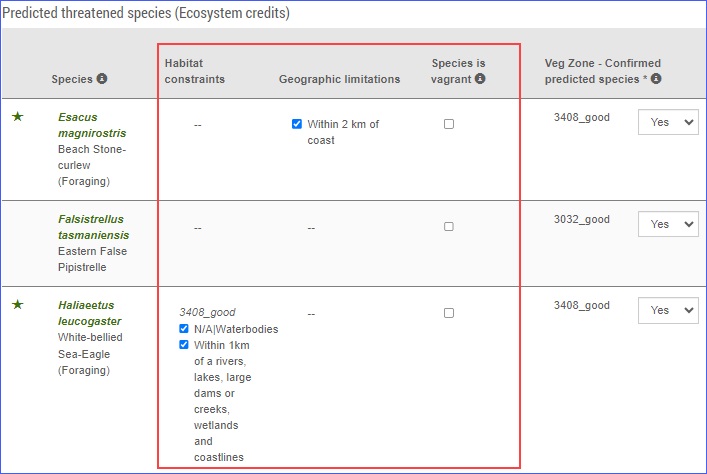 Predicted threatened species (Ecosystem credits)
Species
Habitat
constraints
Geographic limitations
Species is
vagrant
Veg Zone - Confirmed
predicted species *
Esacus
magnirostris
Beach Stone-
curlew
(Foraging)
--
Within 2 km of
coast
3408_good
Yes
Falsistrellus
tasmaniensis
Eastern False
Pipistrelle
--
--
3032_good
Yes
Haliaeetus
leucogaster
White-bellied
Sea-Eagle
(Foraging)
3408_good
N/A|Waterbodies
Within 1km
of a rivers,
lakes, large
dams or
creeks,
wetlands
and
coastlines
--
3408_good
Yes